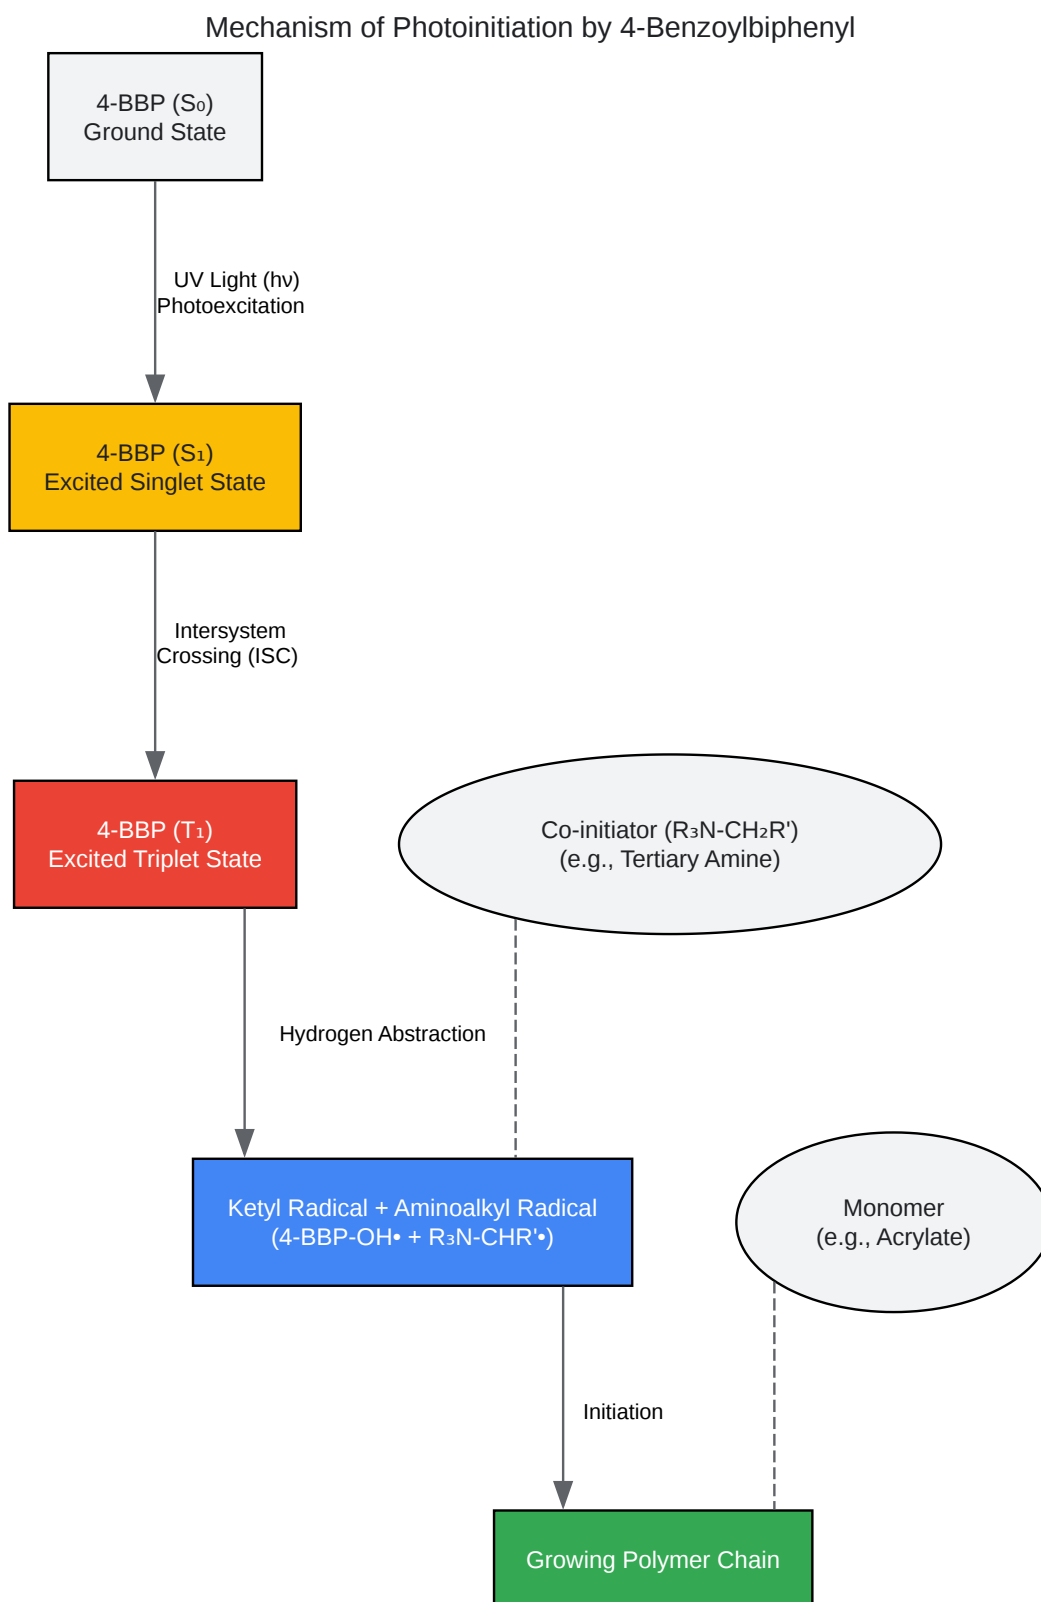 Mechanism of Photoinitiation by 4-Benzoylbiphenyl
4-BBP (S₀)
Ground State
UV Light (hν)
Photoexcitation
4-BBP (S₁)
Excited Singlet State
Intersystem
Crossing (ISC)
4-BBP (T₁)
Excited Triplet State
Co-initiator (R₃N-CH₂R')
(e.g., Tertiary Amine)
Hydrogen Abstraction
Ketyl Radical + Aminoalkyl Radical
(4-BBP-OH• + R₃N-CHR'•)
Monomer
(e.g., Acrylate)
Initiation
Growing Polymer Chain